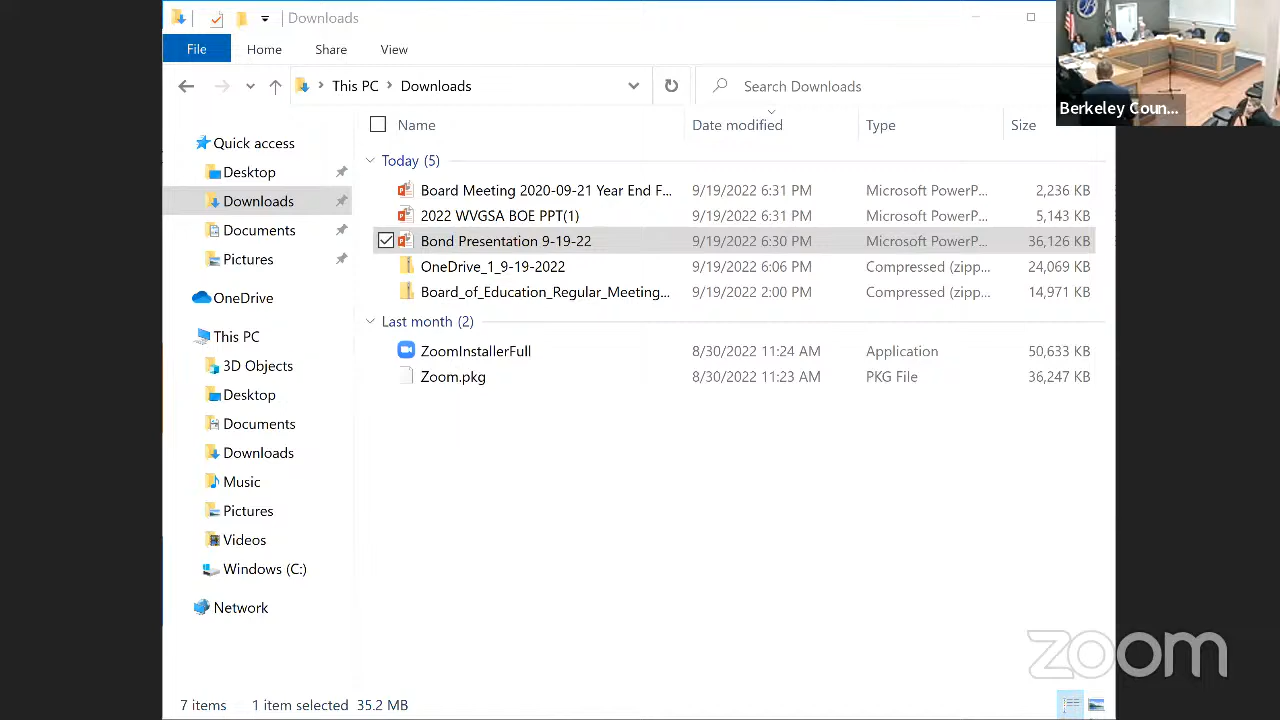 Downloads
File Home Share View
This PC Downloads
Search Downloads
Berkeley Coun...
Name Date modified Type Size
Quick access
Desktop
Downloads
Documents
Pictures
OneDrive
This PC
3D Objects
Desktop
Documents
Downloads
Music
Pictures
Videos
Windows (C:)
Network
Today (5)
Board Meeting 2020-09-21 Year End F... 9/19/2022 6:31 PM Microsoft PowerP... 2,236 KB
2022 WVGSA BOE PPT(1) 9/19/2022 6:31 PM Microsoft PowerP... 5,143 KB
Bond Presentation 9-19-22 9/19/2022 6:30 PM Microsoft PowerP... 36,126 KB
OneDrive_1_9-19-2022 9/19/2022 6:06 PM Compressed (zipp... 24,069 KB
Board_of_Education_Regular_Meeting... 9/19/2022 2:00 PM Compressed (zipp... 14,971 KB
Last month (2)
ZoomInstallerFull 8/30/2022 11:24 AM Application 50,633 KB
Zoom.pkg 8/30/2022 11:23 AM PKG File 36,247 KB
zoom
7 items 1 item selected 35.2 MB